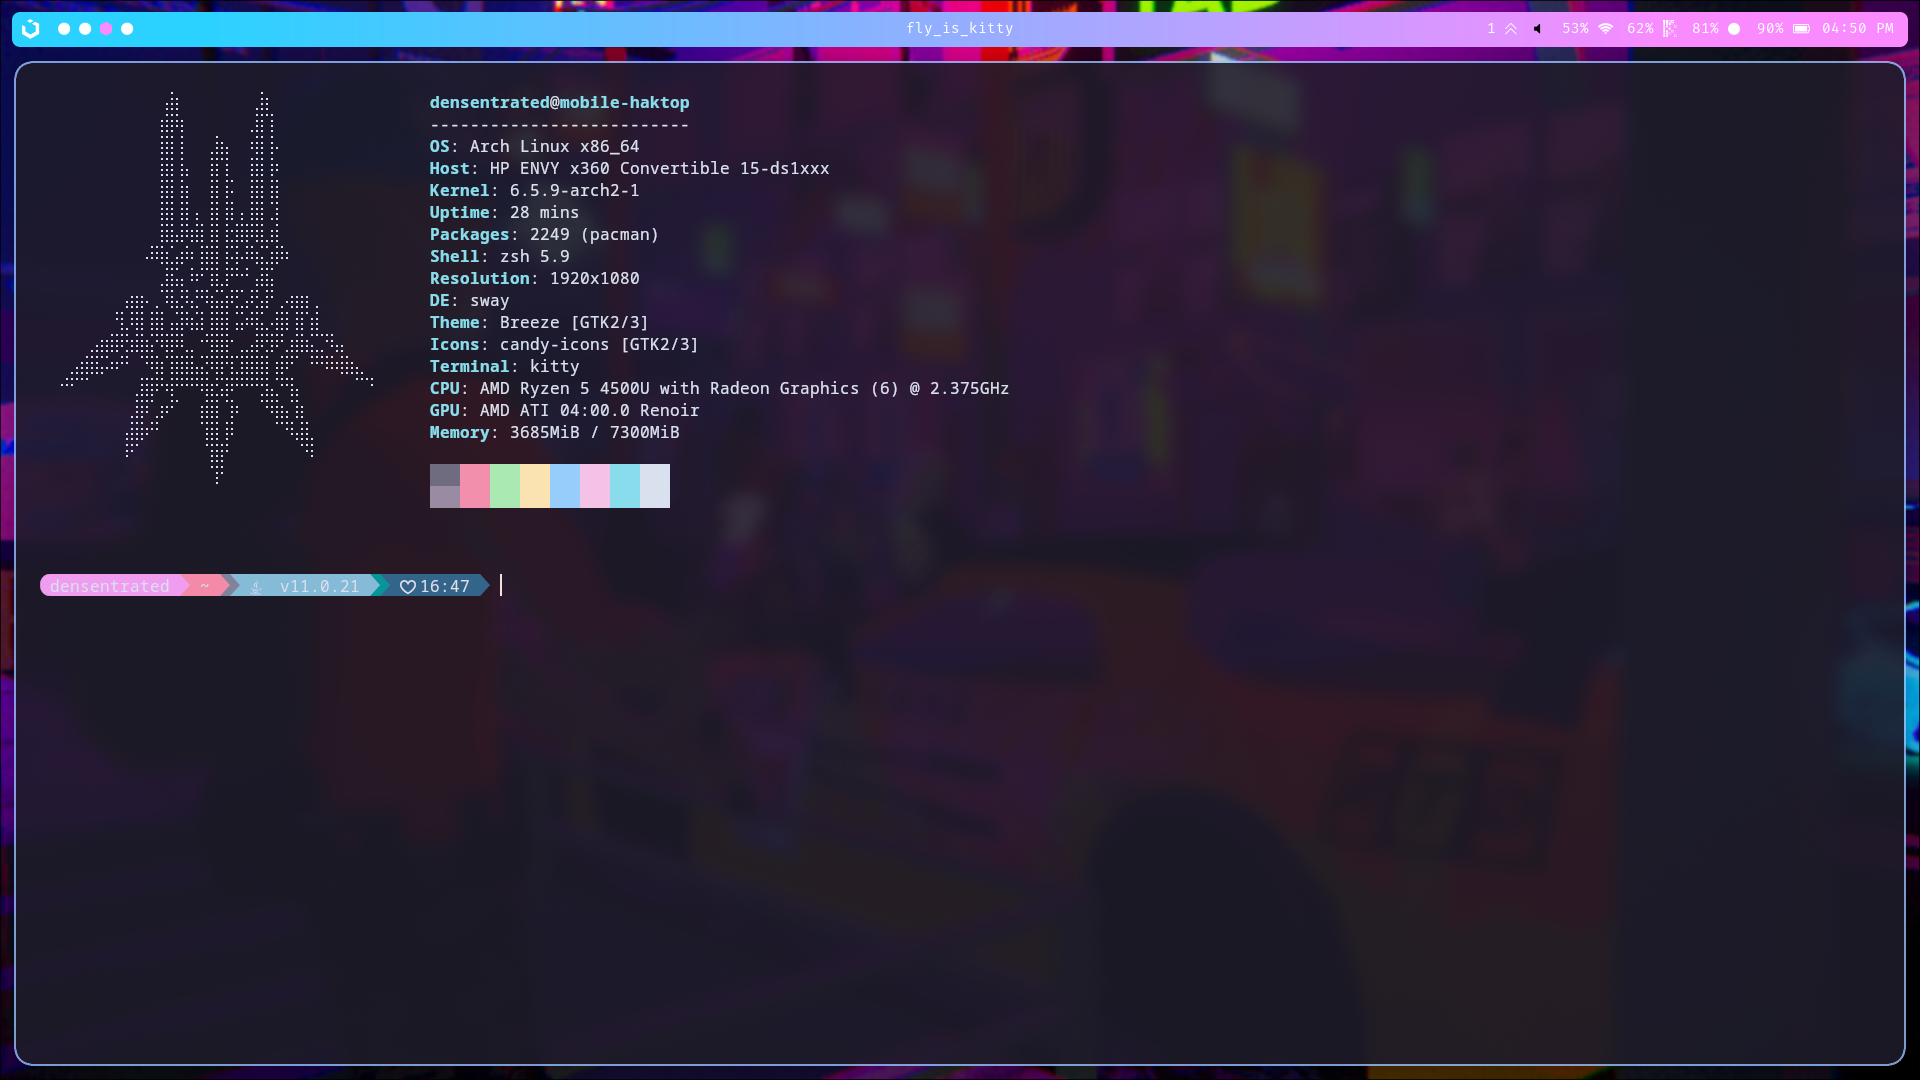 fly_is_kitty
1 53% 62% 81% 90% 04:50 PM
densentrated@mobile-haktop
--------------------------
OS: Arch Linux x86_64
Host: HP ENVY x360 Convertible 15-ds1xxx
Kernel: 6.5.9-arch2-1
Uptime: 28 mins
Packages: 2249 (pacman)
Shell: zsh 5.9
Resolution: 1920x1080
DE: sway
Theme: Breeze [GTK2/3]
Icons: candy-icons [GTK2/3]
Terminal: kitty
CPU: AMD Ryzen 5 4500U with Radeon Graphics (6) @ 2.375GHz
GPU: AMD ATI 04:00.0 Renoir
Memory: 3685MiB / 7300MiB
densentrated ~ v11.0.21 16:47